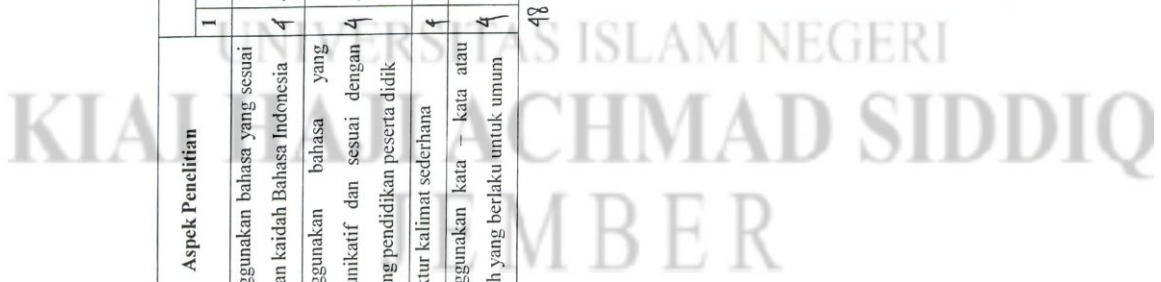 UNIVERSITAS ISLAM NEGERI
KIAI HAJI ACHMAD SIDDIQ
JEMBER
Aspek Penelitian
1
ggunakan bahasa yang sesuai
an kaidah Bahasa Indonesia
4
ggunakan bahasa yang
unikatif dan sesuai dengan
ng pendidikan peserta didik
4
ktur kalimat sederhana
4
ggunakan kata – kata atau
h yang berlaku untuk umum
4
48